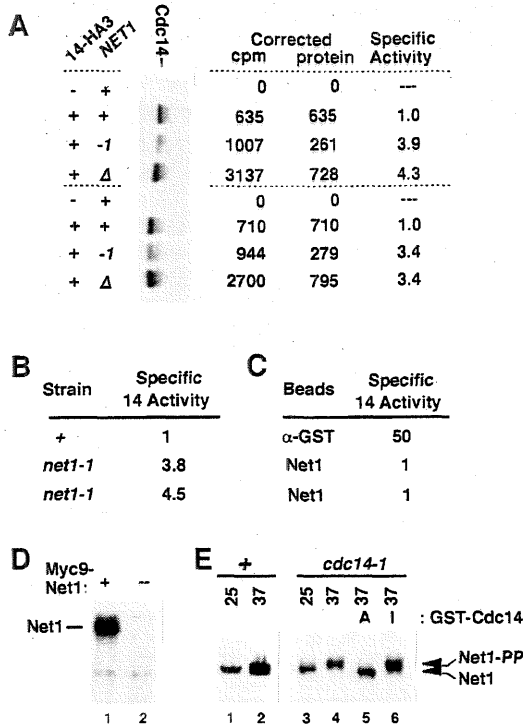 A
14-HA3 NET1 Cdc14– Corrected cpm protein Specific Activity
- + 0 0 ---
+ + 635 635 1.0
+ -1 1007 261 3.9
+ Δ 3137 728 4.3
- + 0 0 ---
+ + 710 710 1.0
+ -1 944 279 3.4
+ Δ 2700 795 3.4
B
Strain Specific 14 Activity
+ 1
net1-1 3.8
net1-1 4.5
C
Beads Specific 14 Activity
α-GST 50
Net1 1
Net1 1
D
Myc9-
Net1: + --
Net1—
1 2
E
+ cdc14-1
25 37 25 37 37 37
A I : GST-Cdc14
Net1-PP
Net1
1 2 3 4 5 6